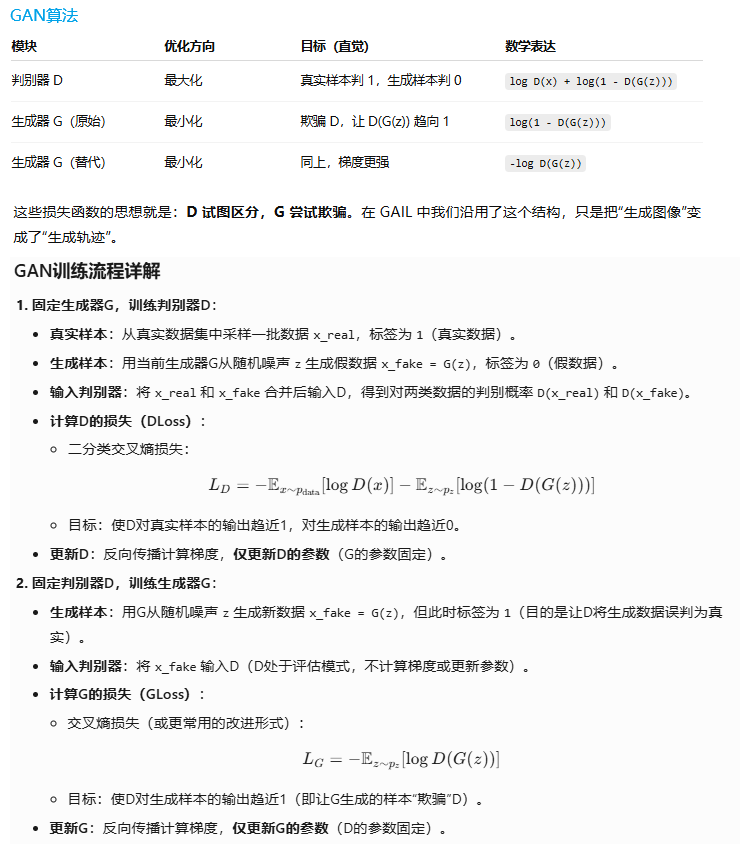 GAN算法
模块 优化方向 目标（直觉） 数学表达
判别器 D 最大化 真实样本判 1，生成样本判 0 log D(x) + log(1 - D(G(z)))
生成器 G（原始） 最小化 欺骗 D，让 D(G(z)) 趋向 1 log(1 - D(G(z)))
生成器 G（替代） 最小化 同上，梯度更强 -log D(G(z))
这些损失函数的思想就是：D 试图区分，G 尝试欺骗。在 GAIL 中我们沿用了这个结构，只是把“生成图像”变
成了“生成轨迹”。
GAN训练流程详解
1. 固定生成器G，训练判别器D：
• 真实样本：从真实数据集中采样一批数据 x_real，标签为 1（真实数据）。
• 生成样本：用当前生成器G从随机噪声 z 生成假数据 x_fake = G(z)，标签为 0（假数据）。
• 输入判别器：将 x_real 和 x_fake 合并后输入D，得到对两类数据的判别概率 D(x_real) 和 D(x_fake)。
• 计算D的损失（DLoss）：
◦ 二分类交叉熵损失：
L_D = −𝔼_{x∼p_data}[log D(x)] − 𝔼_{z∼p_z}[log(1 − D(G(z)))]
◦ 目标：使D对真实样本的输出趋近1，对生成样本的输出趋近0。
• 更新D：反向传播计算梯度，仅更新D的参数（G的参数固定）。
2. 固定判别器D，训练生成器G：
• 生成样本：用G从随机噪声 z 生成新数据 x_fake = G(z)，但此时标签为 1（目的是让D将生成数据误判为真
实）。
• 输入判别器：将 x_fake 输入D（D处于评估模式，不计算梯度或更新参数）。
• 计算G的损失（GLoss）：
◦ 交叉熵损失（或更常用的改进形式）：
L_G = −𝔼_{z∼p_z}[log D(G(z))]
◦ 目标：使D对生成样本的输出趋近1（即让G生成的样本“欺骗”D）。
• 更新G：反向传播计算梯度，仅更新G的参数（D的参数固定）。